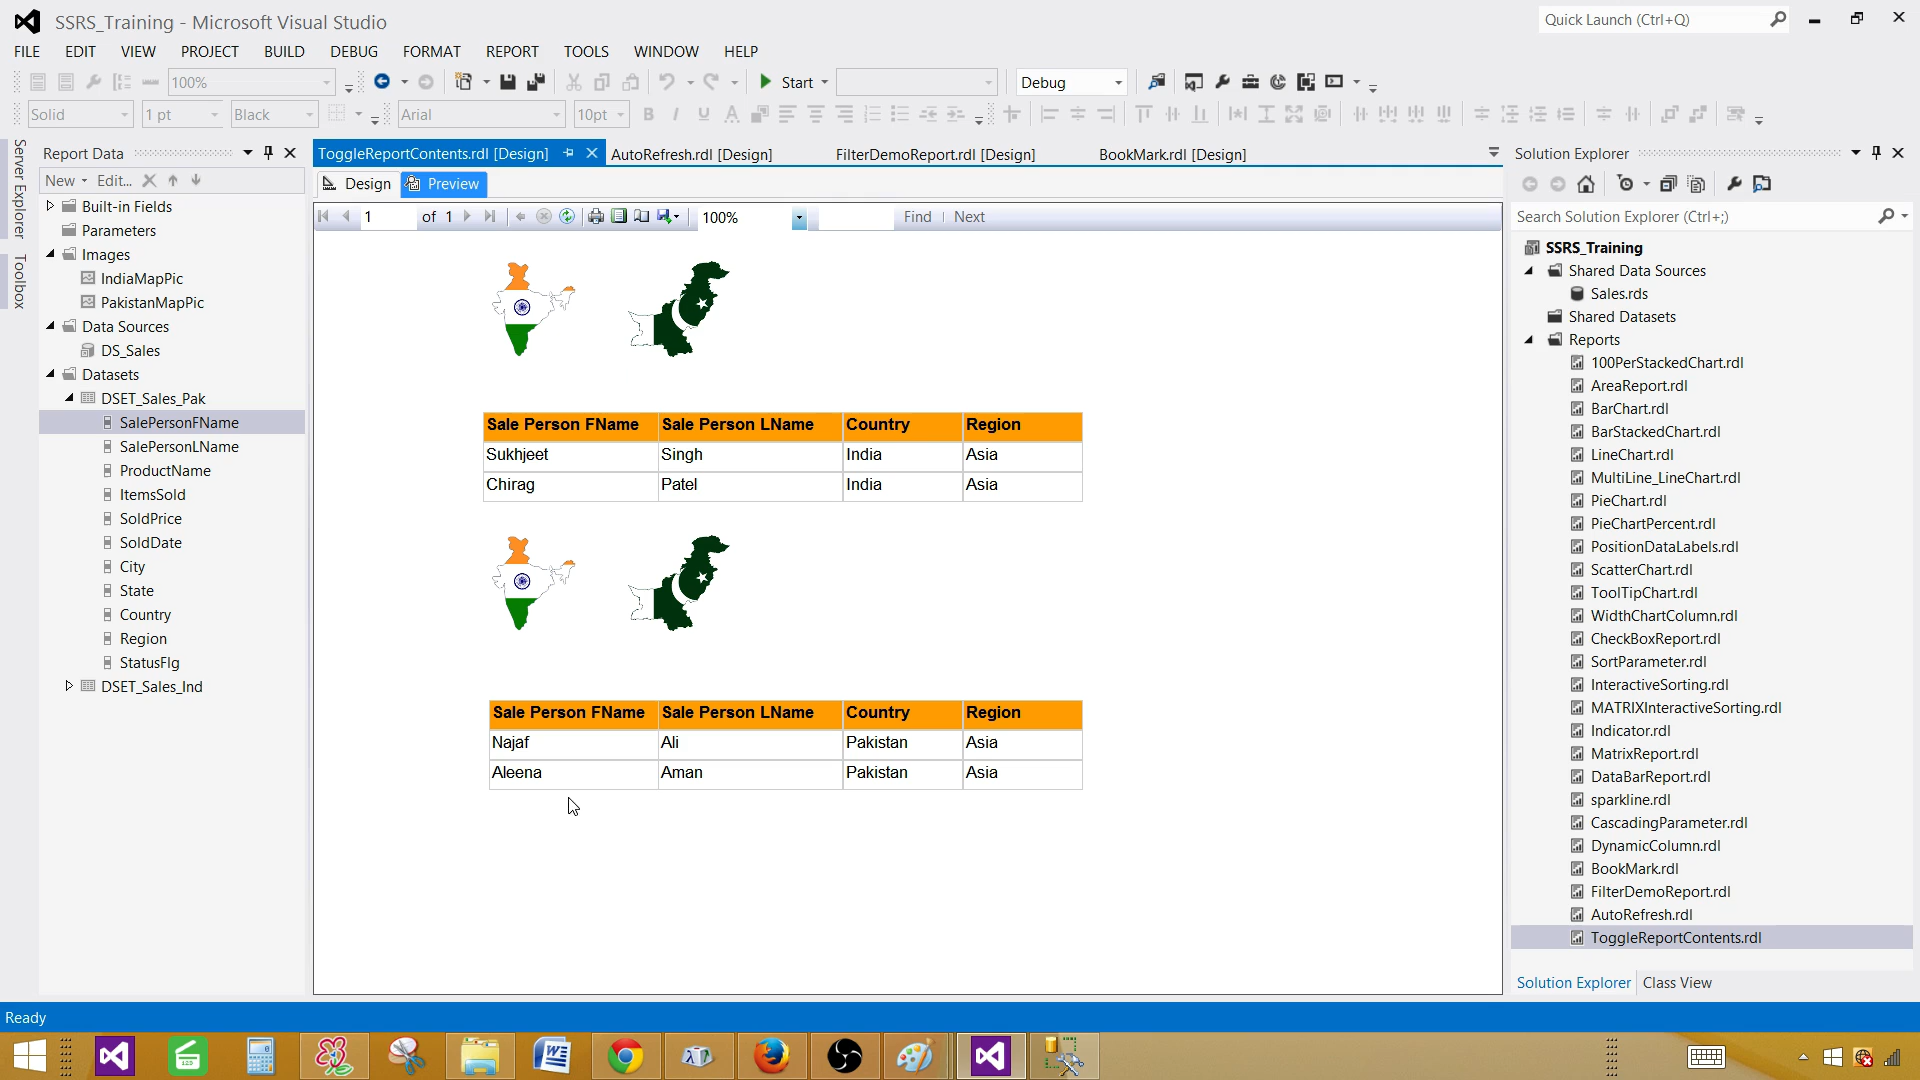 SSRS_Training - Microsoft Visual Studio
Quick Launch (Ctrl+Q)
FILE EDIT VIEW PROJECT BUILD DEBUG FORMAT REPORT TOOLS WINDOW HELP
100% Start Debug
Solid 1 pt Black Arial 10pt B I U A
Server Explorer
Toolbox
Report Data
New Edit...
Built-in Fields
Parameters
Images
IndiaMapPic
PakistanMapPic
Data Sources
DS_Sales
Datasets
DSET_Sales_Pak
SalePersonFName
SalePersonLName
ProductName
ItemsSold
SoldPrice
SoldDate
City
State
Country
Region
StatusFlg
DSET_Sales_Ind
ToggleReportContents.rdl [Design] AutoRefresh.rdl [Design] FilterDemoReport.rdl [Design] BookMark.rdl [Design]
Design Preview
1 of 1 100% Find Next
Sale Person FName Sale Person LName Country Region
Sukhjeet Singh India Asia
Chirag Patel India Asia
Sale Person FName Sale Person LName Country Region
Najaf Ali Pakistan Asia
Aleena Aman Pakistan Asia
Solution Explorer
Search Solution Explorer (Ctrl+;)
SSRS_Training
Shared Data Sources
Sales.rds
Shared Datasets
Reports
100PerStackedChart.rdl
AreaReport.rdl
BarChart.rdl
BarStackedChart.rdl
LineChart.rdl
MultiLine_LineChart.rdl
PieChart.rdl
PieChartPercent.rdl
PositionDataLabels.rdl
ScatterChart.rdl
ToolTipChart.rdl
WidthChartColumn.rdl
CheckBoxReport.rdl
SortParameter.rdl
InteractiveSorting.rdl
MATRIXInteractiveSorting.rdl
Indicator.rdl
MatrixReport.rdl
DataBarReport.rdl
sparkline.rdl
CascadingParameter.rdl
DynamicColumn.rdl
BookMark.rdl
FilterDemoReport.rdl
AutoRefresh.rdl
ToggleReportContents.rdl
Solution Explorer Class View
Ready